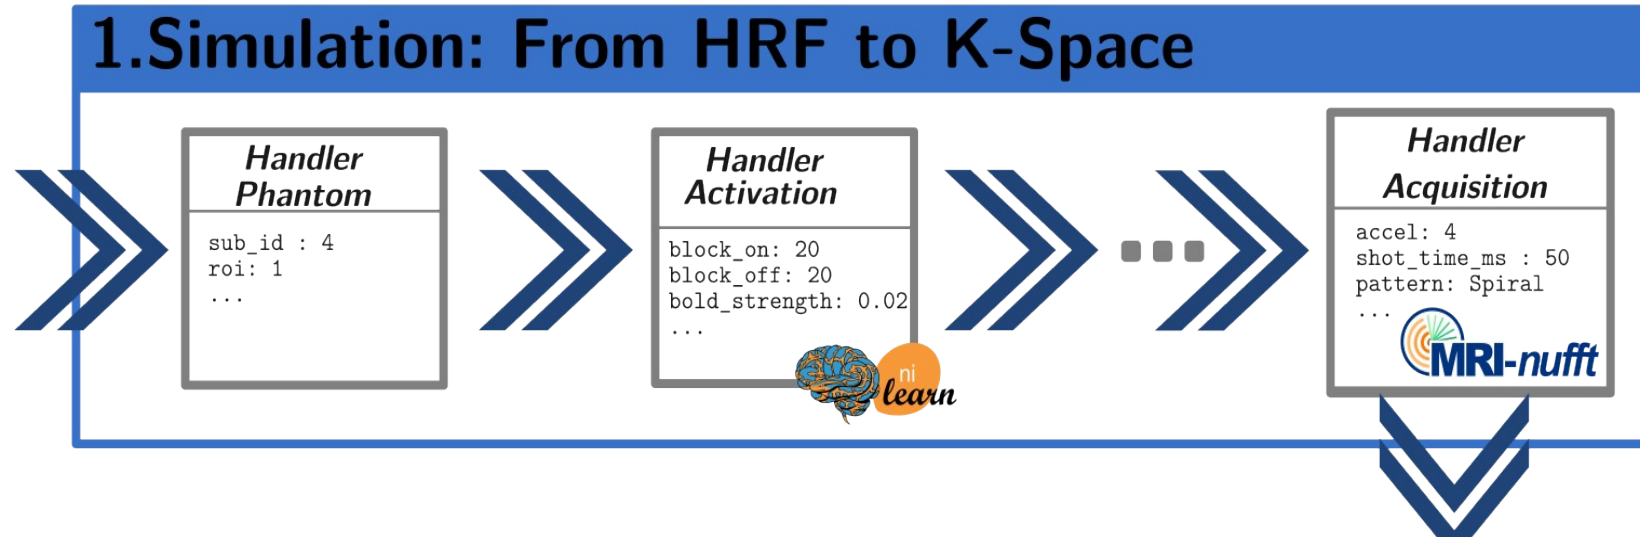 1.Simulation: From HRF to K-Space
Handler
Phantom
sub_id : 4
roi: 1
...
Handler
Activation
block_on: 20
block_off: 20
bold_strength: 0.02
...
ni
learn
Handler
Acquisition
accel: 4
shot_time_ms : 50
pattern: Spiral
...
MRI-nufft